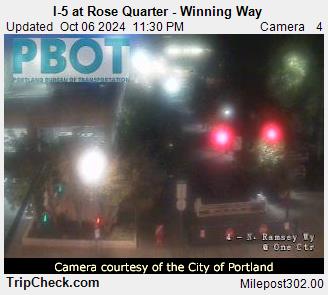 I-5 at Rose Quarter - Winning Way
Updated Oct 06 2024 11:30 PM Camera 4
PBOT
PORTLAND BUREAU OF TRANSPORTATION
4 - N. Ramsey Wy
@ One Ctr
Camera courtesy of the City of Portland
TripCheck.com Milepost302.00